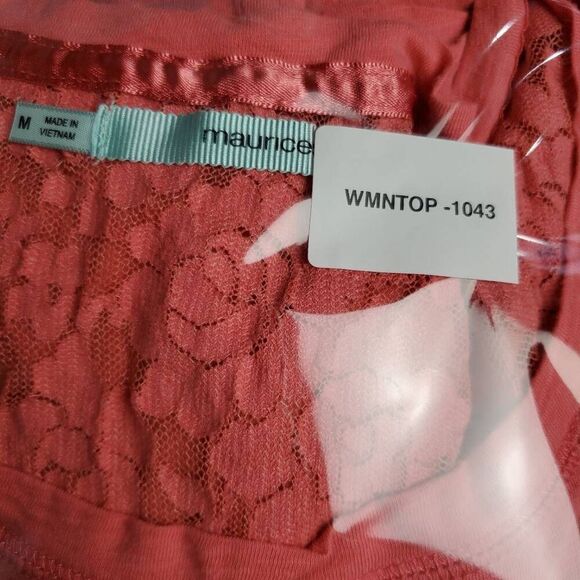 M
MADE IN
VIETNAM
maurice
WMNTOP -1043